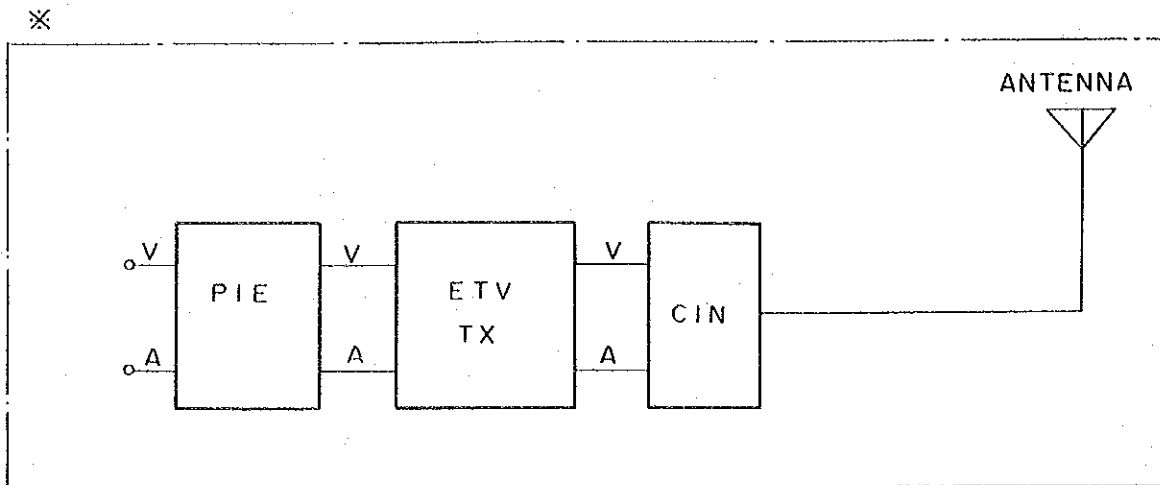 ※
ANTENNA
V V V
PIE
ETV
TX
CIN
A A A